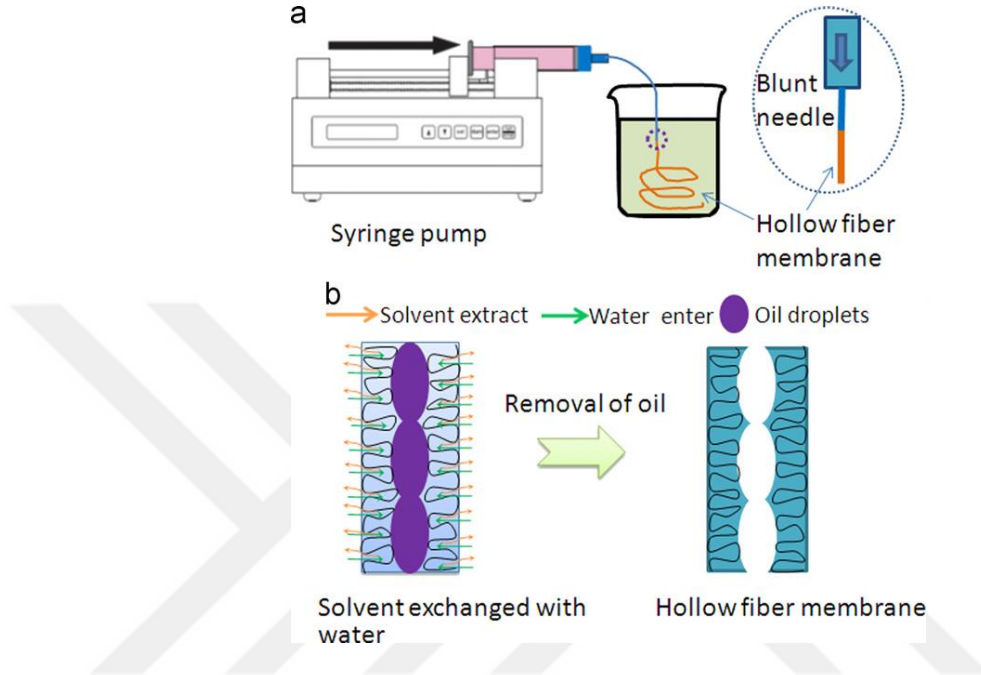 a
Blunt
needle
Syringe pump
Hollow fiber
membrane
b
Solvent extract Water enter Oil droplets
Removal of oil
Solvent exchanged with
water
Hollow fiber membrane